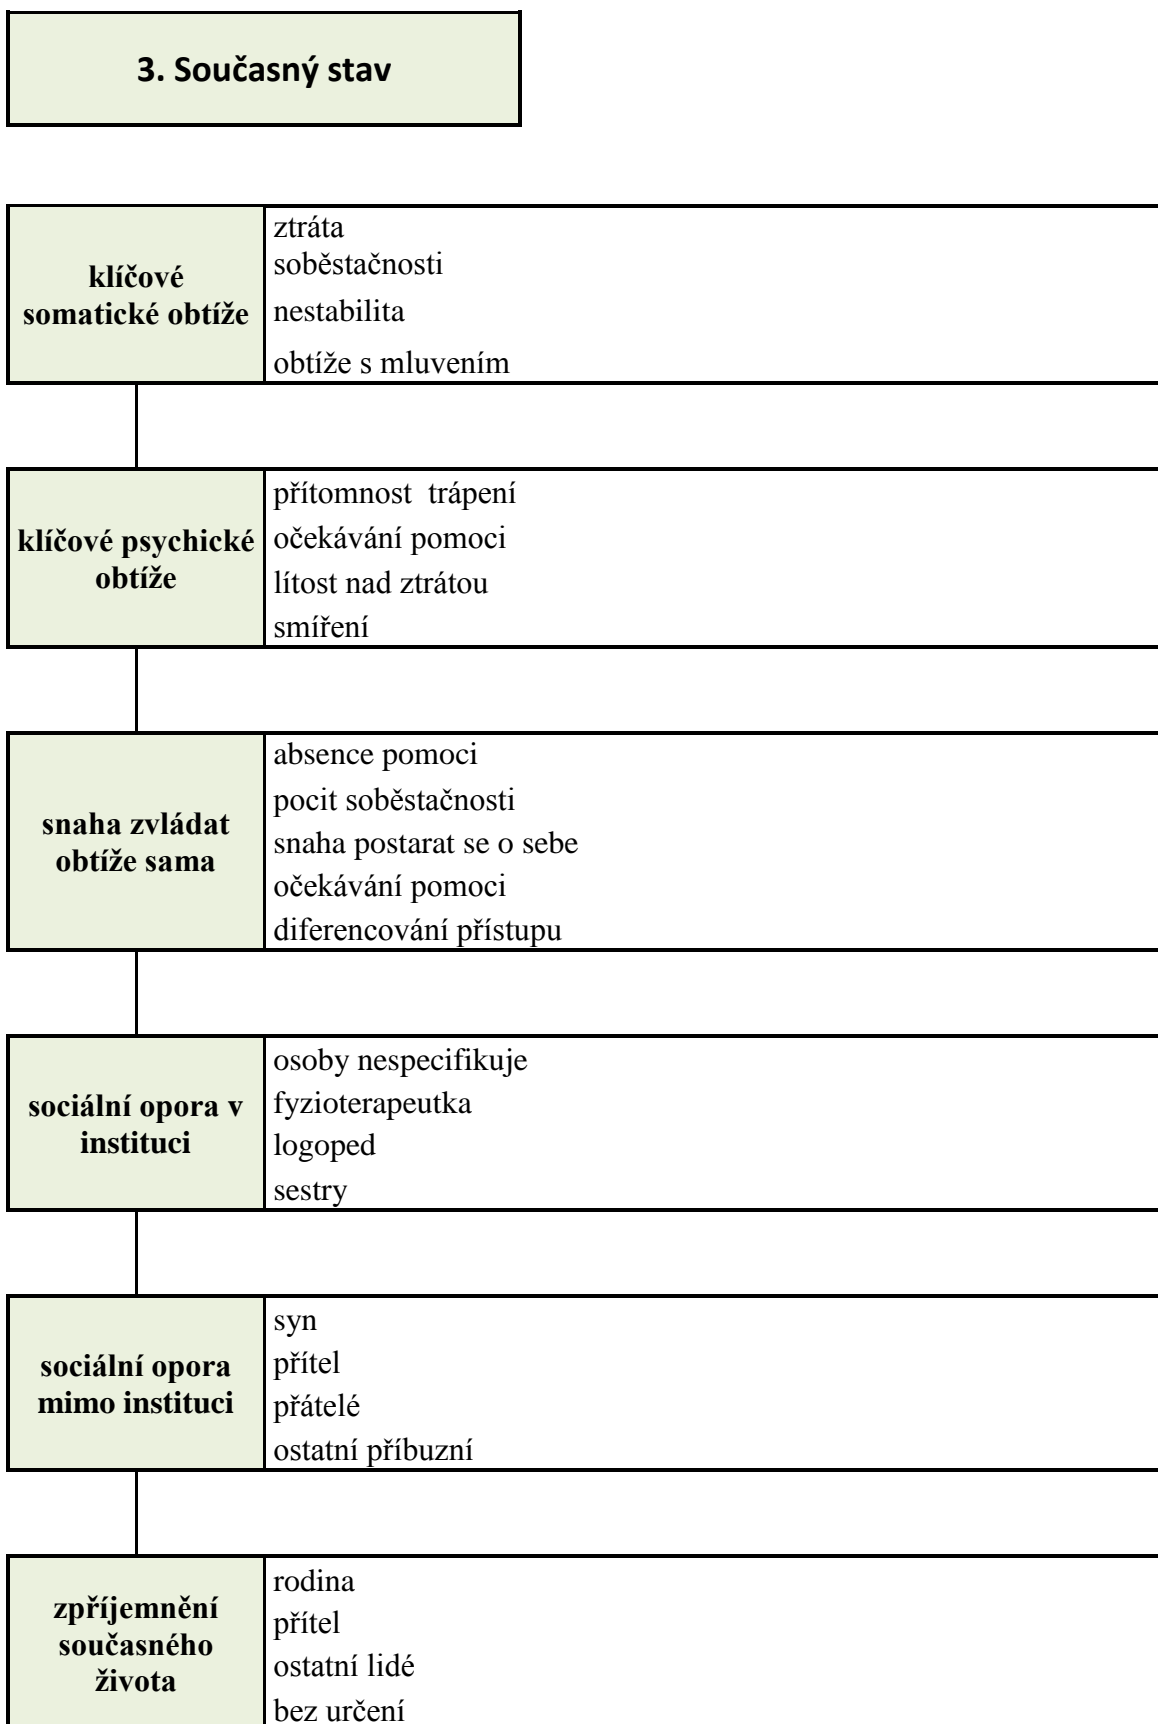 3. Současný stav
klíčové
somatické obtíže
ztráta
soběstačnosti
nestabilita
obtíže s mluvením
klíčové psychické
obtíže
přítomnost  trápení
očekávání pomoci
lítost nad ztrátou
smíření
snaha zvládat
obtíže sama
absence pomoci
pocit soběstačnosti
snaha postarat se o sebe
očekávání pomoci
diferencování přístupu
sociální opora v
instituci
osoby nespecifikuje
fyzioterapeutka
logoped
sestry
sociální opora
mimo instituci
syn
přítel
přátelé
ostatní příbuzní
zpříjemnění
současného
života
rodina
přítel
ostatní lidé
bez určení